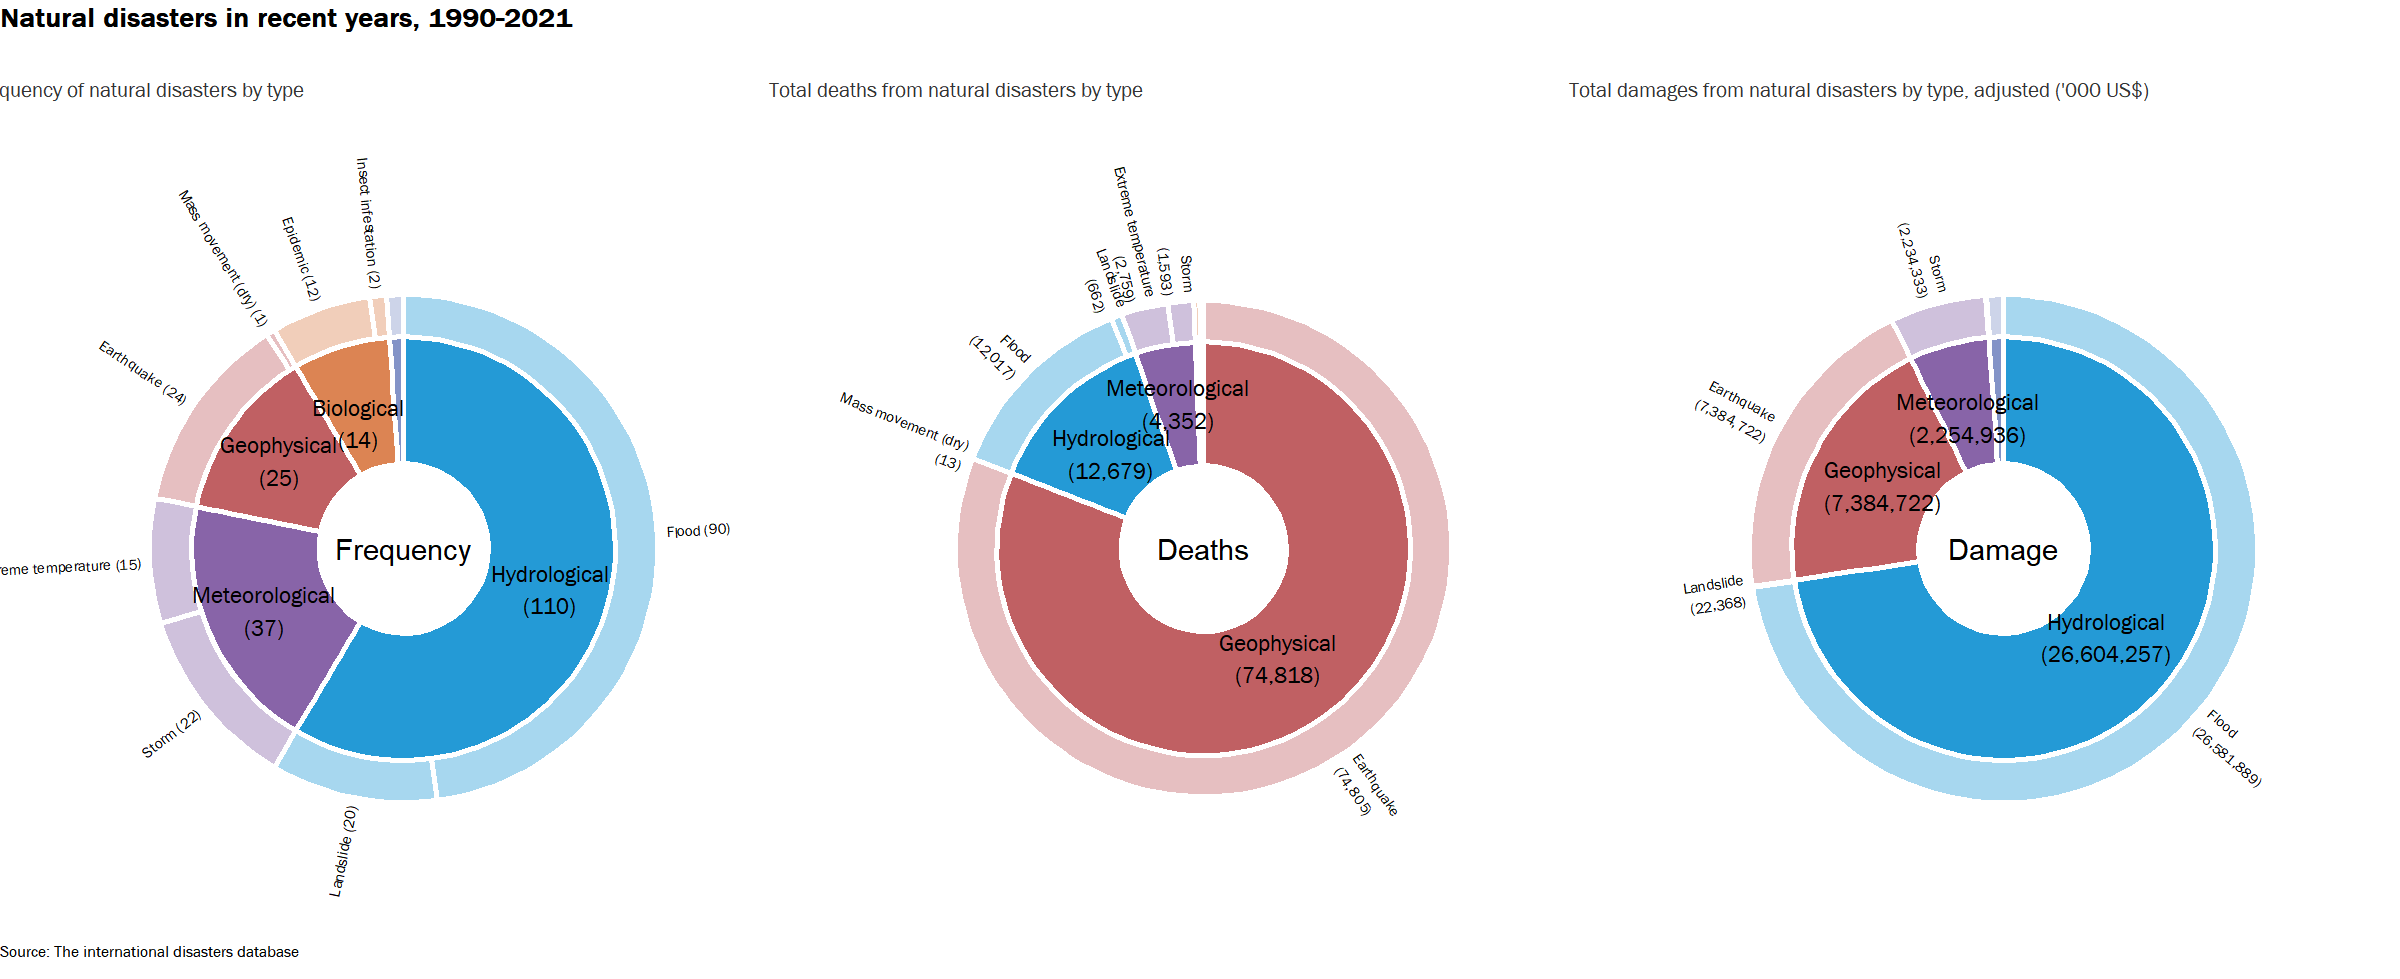 Natural disasters in recent years, 1990-2021
quency of natural disasters by type
Total deaths from natural disasters by type
Total damages from natural disasters by type, adjusted ('000 US$)
Insect infestation (2)
Epidemic (12)
Mass movement (dry) (1)
Earthquake (24)
Biological
(14)
Geophysical
(25)
Frequency
Flood (90)
reme temperature (15)
Hydrological
(110)
Meteorological
(37)
Storm (22)
Landslide (20)
Extreme temperature
(2,759)
Storm
(1,593)
Landslide
(662)
Flood
(12,017)
Mass movement (dry)
(13)
Meteorological
(4,352)
Hydrological
(12,679)
Deaths
Geophysical
(74,818)
Earthquake
(74,805)
Storm
(2,234,333)
Earthquake
(7,384,722)
Meteorological
(2,254,936)
Geophysical
(7,384,722)
Damage
Landslide
(22,368)
Hydrological
(26,604,257)
Flood
(26,581,889)
Source: The international disasters database